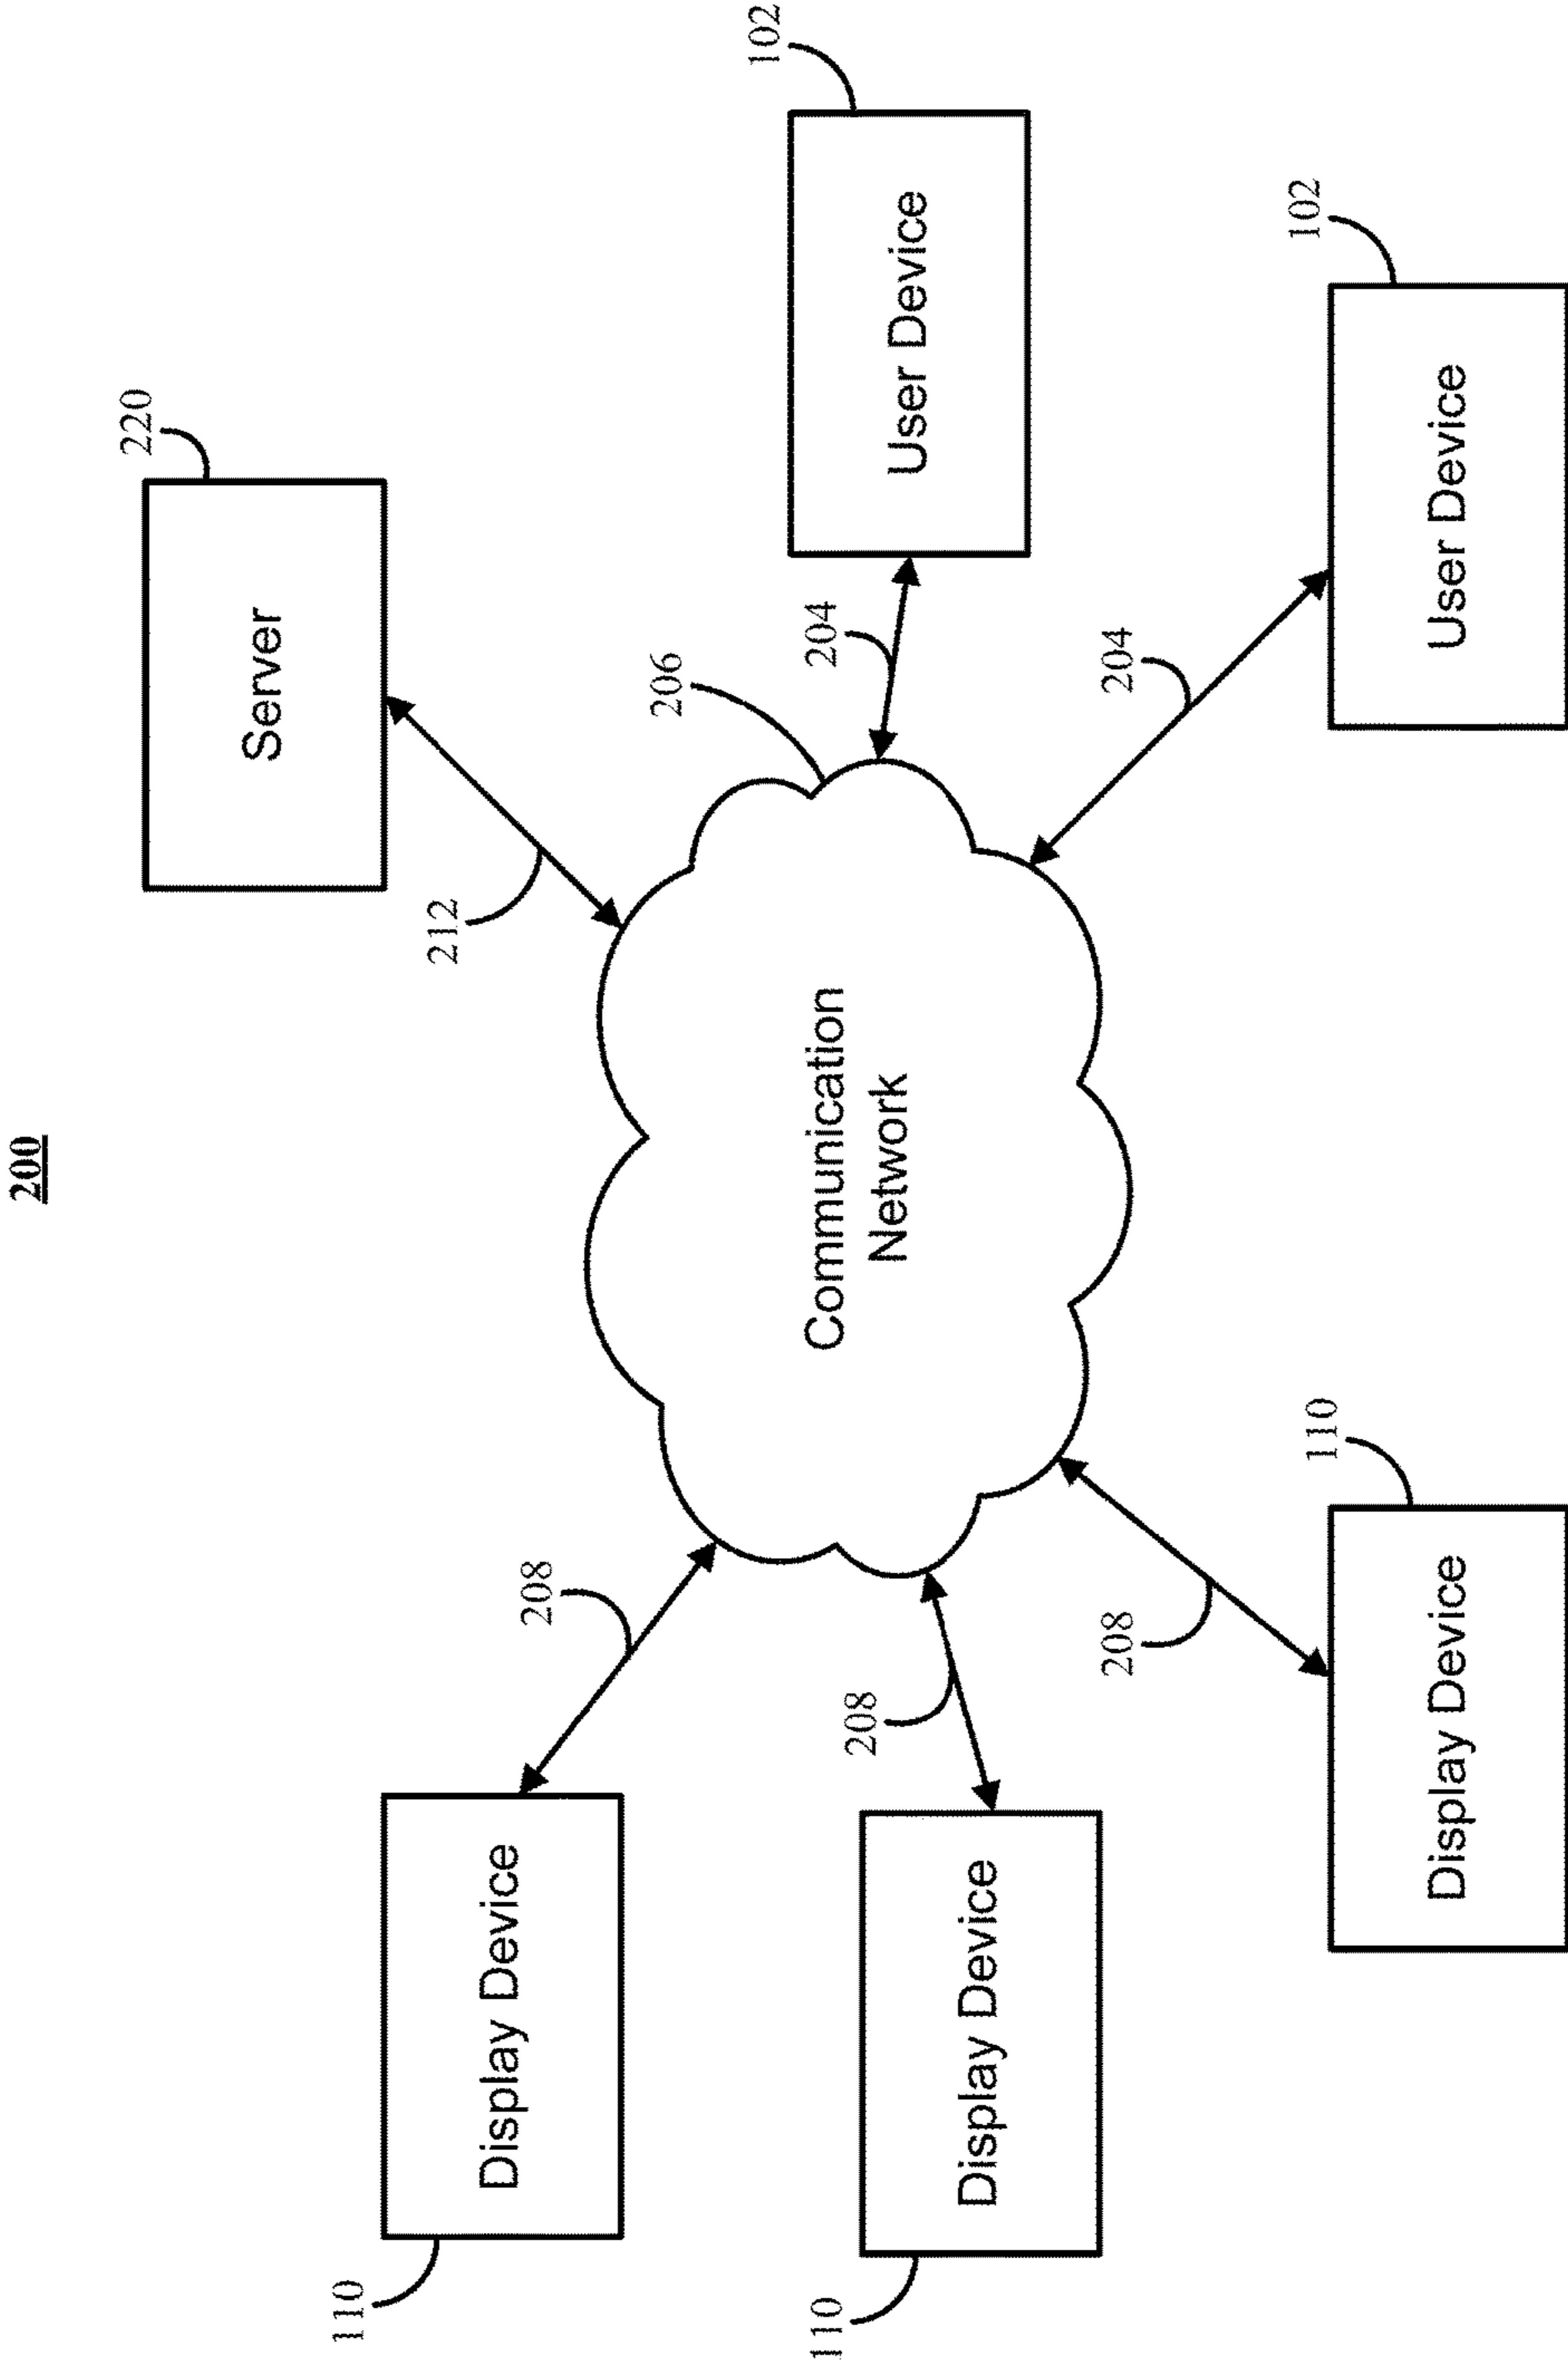 200
220
Server
212
206
102
User Device
204
102
User Device
204
Communication
Network
208
110
Display Device
208
110
Display Device
208
110
Display Device